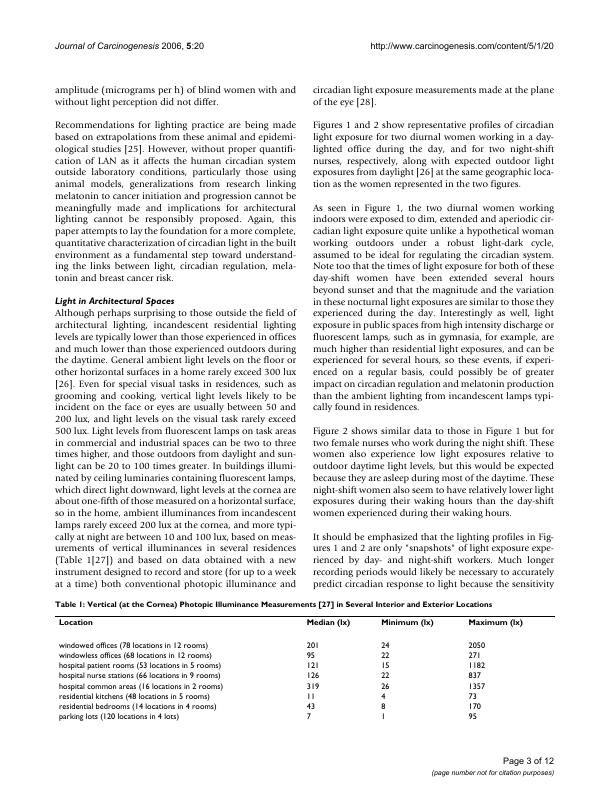 Journal of Carcinogenesis 2006, 5:20
http://www.carcinogenesis.com/content/5/1/20
amplitude (micrograms per h) of blind women with and
without light perception did not differ.
Recommendations for lighting practice are being made
based on extrapolations from these animal and epidemi-
ological studies [25]. However, without proper quantifi-
cation of LAN as it affects the human circadian system
outside laboratory conditions, particularly those using
animal models, generalizations from research linking
melatonin to cancer initiation and progression cannot be
meaningfully made and implications for architectural
lighting cannot be responsibly proposed. Again, this
paper attempts to lay the foundation for a more complete,
quantitative characterization of circadian light in the built
environment as a fundamental step toward understand-
ing the links between light, circadian regulation, mela-
tonin and breast cancer risk.
Light in Architectural Spaces
Although perhaps surprising to those outside the field of
architectural lighting, incandescent residential lighting
levels are typically lower than those experienced in offices
and much lower than those experienced outdoors during
the daytime. General ambient light levels on the floor or
other horizontal surfaces in a home rarely exceed 300 lux
[26]. Even for special visual tasks in residences, such as
grooming and cooking, vertical light levels likely to be
incident on the face or eyes are usually between 50 and
200 lux, and light levels on the visual task rarely exceed
500 lux. Light levels from fluorescent lamps on task areas
in commercial and industrial spaces can be two to three
times higher, and those outdoors from daylight and sun-
light can be 20 to 100 times greater. In buildings illumi-
nated by ceiling luminaries containing fluorescent lamps,
which direct light downward, light levels at the cornea are
about one-fifth of those measured on a horizontal surface,
so in the home, ambient illuminances from incandescent
lamps rarely exceed 200 lux at the cornea, and more typi-
cally at night are between 10 and 100 lux, based on meas-
urements of vertical illuminances in several residences
(Table 1[27]) and based on data obtained with a new
instrument designed to record and store (for up to a week
at a time) both conventional photopic illuminance and
circadian light exposure measurements made at the plane
of the eye [28].
Figures 1 and 2 show representative profiles of circadian
light exposure for two diurnal women working in a day-
lighted office during the day, and for two night-shift
nurses, respectively, along with expected outdoor light
exposures from daylight [26] at the same geographic loca-
tion as the women represented in the two figures.
As seen in Figure 1, the two diurnal women working
indoors were exposed to dim, extended and aperiodic cir-
cadian light exposure quite unlike a hypothetical woman
working outdoors under a robust light-dark cycle,
assumed to be ideal for regulating the circadian system.
Note too that the times of light exposure for both of these
day-shift women have been extended several hours
beyond sunset and that the magnitude and the variation
in these nocturnal light exposures are similar to those they
experienced during the day. Interestingly as well, light
exposure in public spaces from high intensity discharge or
fluorescent lamps, such as in gymnasia, for example, are
much higher than residential light exposures, and can be
experienced for several hours, so these events, if experi-
enced on a regular basis, could possibly be of greater
impact on circadian regulation and melatonin production
than the ambient lighting from incandescent lamps typi-
cally found in residences.
Figure 2 shows similar data to those in Figure 1 but for
two female nurses who work during the night shift. These
women also experience low light exposures relative to
outdoor daytime light levels, but this would be expected
because they are asleep during most of the daytime. These
night-shift women also seem to have relatively lower light
exposures during their waking hours than the day-shift
women experienced during their waking hours.
It should be emphasized that the lighting profiles in Fig-
ures 1 and 2 are only "snapshots" of light exposure expe-
rienced by day- and night-shift workers. Much longer
recording periods would likely be necessary to accurately
predict circadian response to light because the sensitivity
Table 1: Vertical (at the Cornea) Photopic Illuminance Measurements [27] in Several Interior and Exterior Locations
Location Median (lx) Minimum (lx) Maximum (lx)
windowed offices (78 locations in 12 rooms) 201 24 2050
windowless offices (68 locations in 12 rooms) 95 22 271
hospital patient rooms (53 locations in 5 rooms) 121 15 1182
hospital nurse stations (66 locations in 9 rooms) 126 22 837
hospital common areas (16 locations in 2 rooms) 319 26 1357
residential kitchens (48 locations in 5 rooms) 11 4 73
residential bedrooms (14 locations in 4 rooms) 43 8 170
parking lots (120 locations in 4 lots) 7 1 95
Page 3 of 12
(page number not for citation purposes)